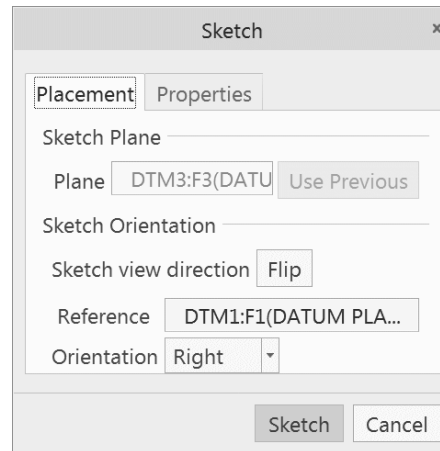 Sketch
Placement Properties
Sketch Plane
Plane DTM3:F3(DATU Use Previous
Sketch Orientation
Sketch view direction Flip
Reference DTM1:F1(DATUM PLA...
Orientation Right
Sketch Cancel